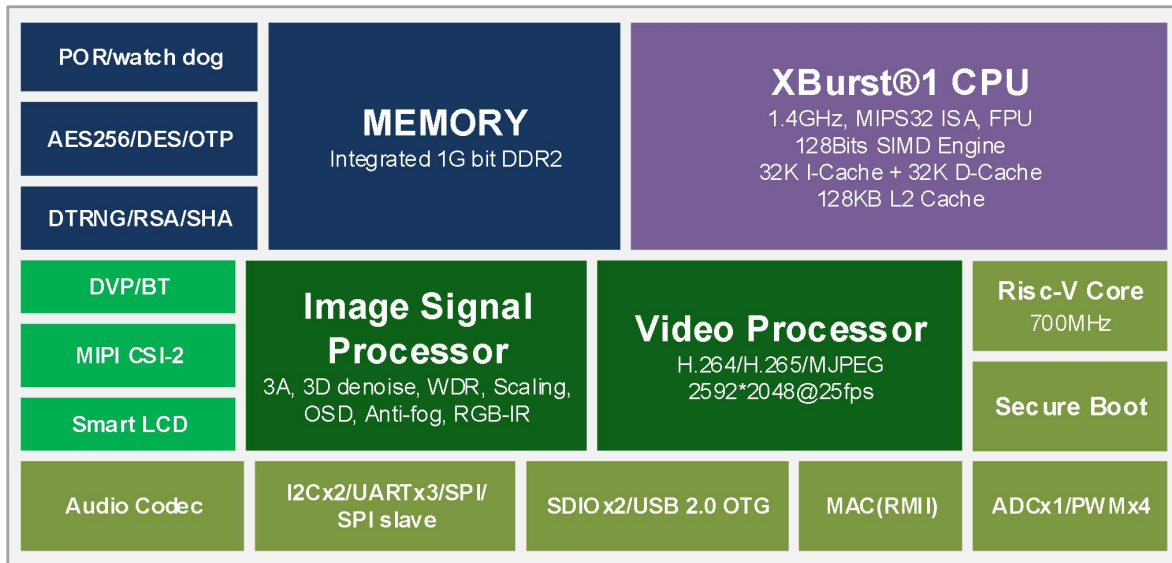 POR/watch dog
AES256/DES/OTP
DTRNG/RSA/SHA
MEMORY
Integrated 1G bit DDR2
XBurst®1 CPU
1.4GHz, MIPS32 ISA, FPU
128Bits SIMD Engine
32K I-Cache + 32K D-Cache
128KB L2 Cache
DVP/BT
MIPI CSI-2
Smart LCD
Image Signal
Processor
3A, 3D denoise, WDR, Scaling,
OSD, Anti-fog, RGB-IR
Video Processor
H.264/H.265/MJPEG
2592*2048@25fps
Risc-V Core
700MHz
Secure Boot
Audio Codec
I2Cx2/UARTx3/SPI/
SPI slave
SDIOx2/USB 2.0 OTG
MAC(RMII)
ADCx1/PWMx4